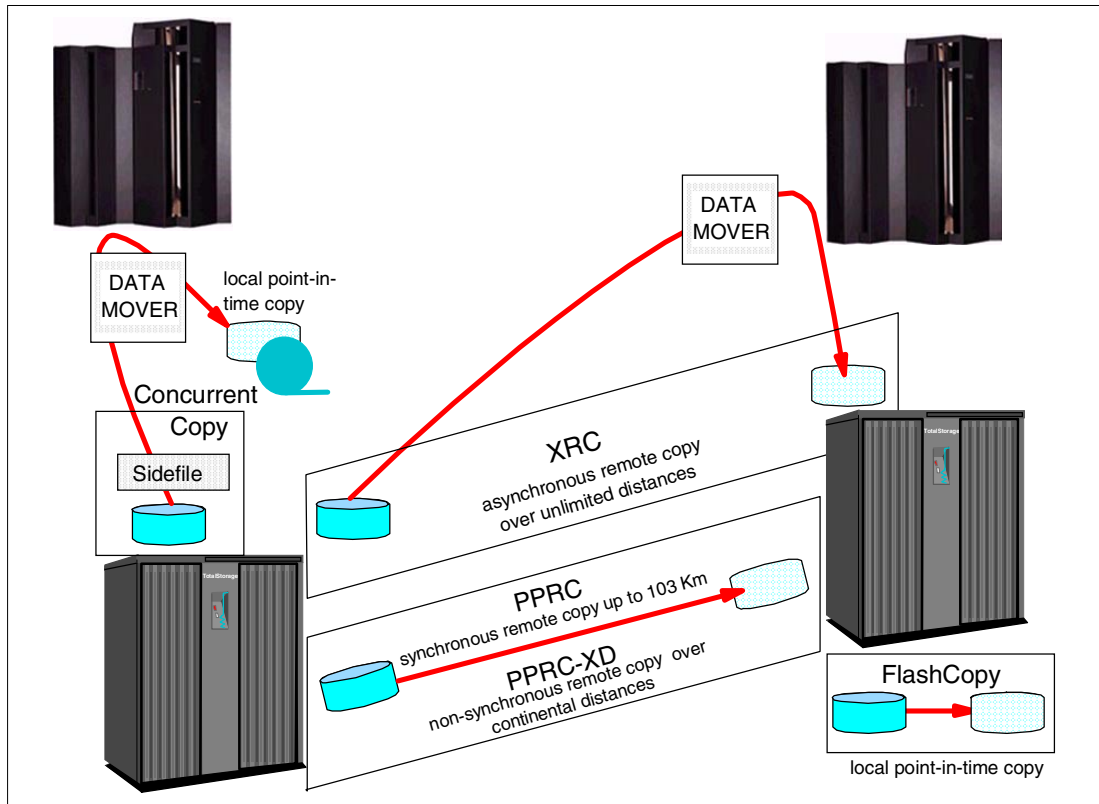 DATA
MOVER
local point-in-
time copy
Concurrent
Copy
Sidefile
TotalStorage
DATA
MOVER
XRC
asynchronous remote copy
over unlimited distances
TotalStorage
PPRC
synchronous remote copy up to 103 Km
PPRC-XD
non-synchronous remote copy over
continental distances
FlashCopy
local point-in-time copy